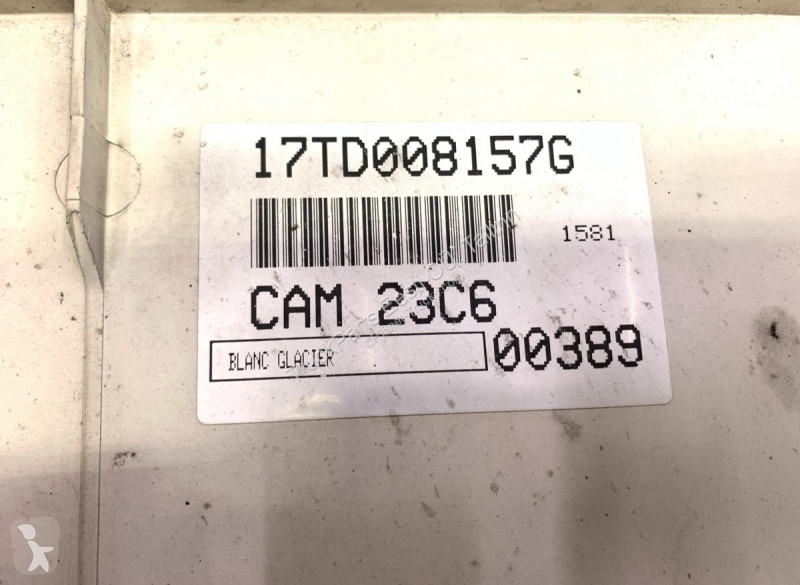 17TD008157G
1581
CAM 23C6
BLANC GLACIER
00389